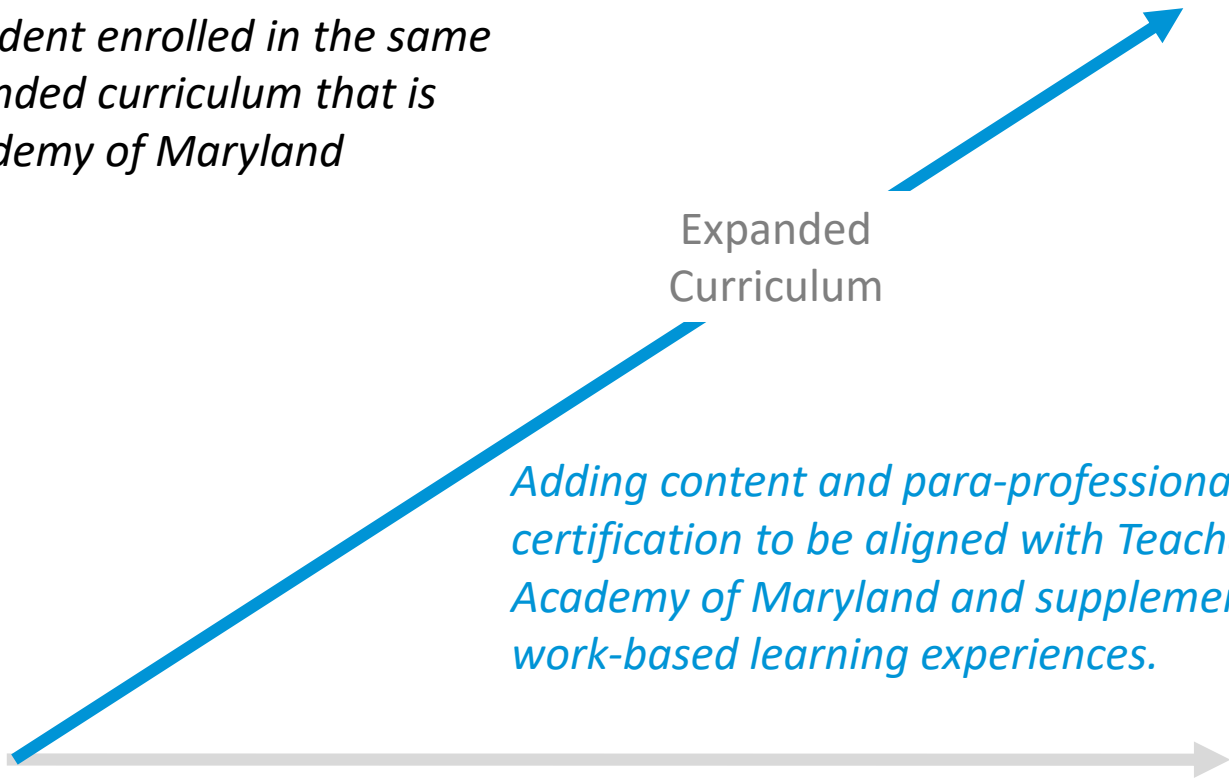 dent enrolled in the same
nded curriculum that is
demy of Maryland
Expanded
Curriculum
Adding content and para-professiona
certification to be aligned with Teach
Academy of Maryland and suppleme
work-based learning experiences.